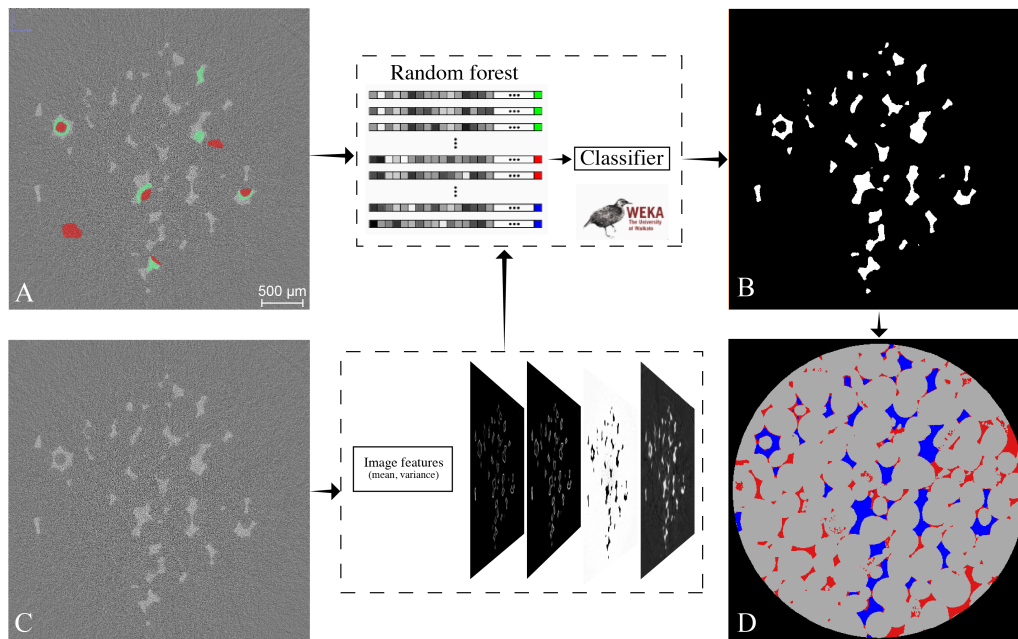 Random forest
Classifier
WEKA
The University
of Waikato
A
500 µm
B
Image features
(mean, variance)
C
D